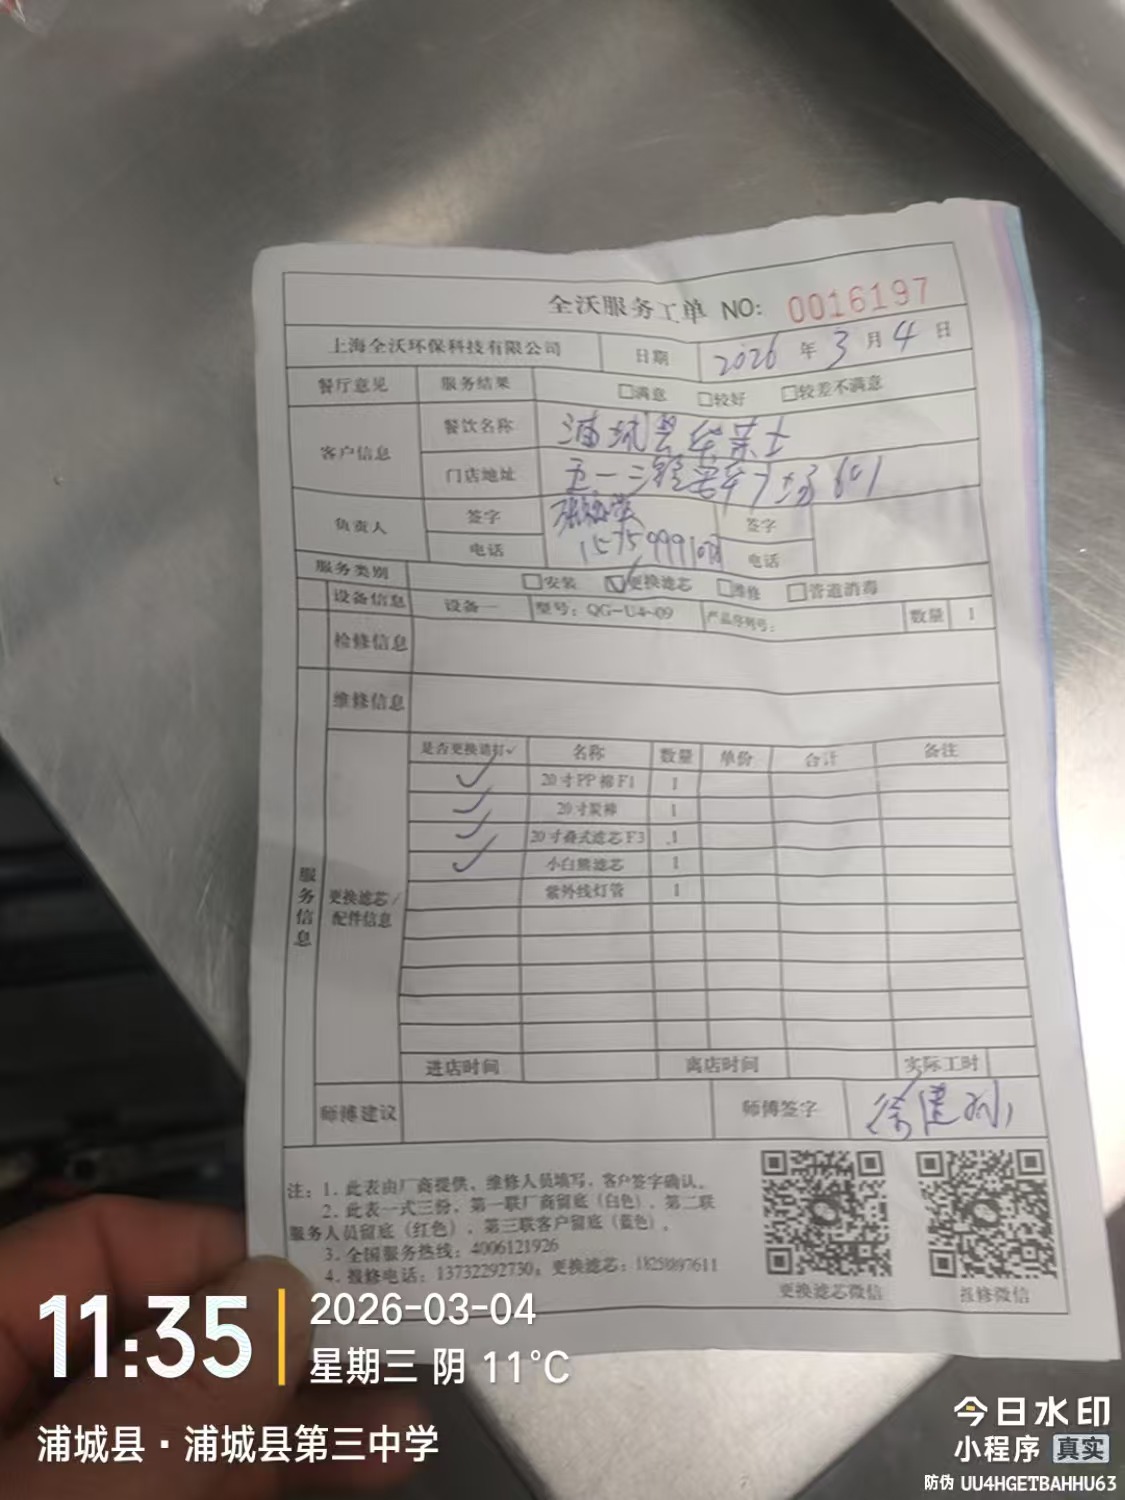 全沃服务工单 NO: 0016197
上海全沃环保科技有限公司 日期 2026 年 3 月 4 日
餐厅意见 服务结果 □满意 □较好 □较差不满意
客户信息 餐饮名称 浦城县华莱士
门店地址 五一三路
负责人 签字 签字
电话 电话
服务类别 □安装 ☑更换滤芯 □维修 □管道消毒
设备信息 设备一 型号: QG-U4-09 产品序列号: 数量 1
检修信息
维修信息
服务信息
更换滤芯/配件信息
是否更换请打✓ 名称 数量 单价 合计 备注
✓ 20寸PP棉F1 1
✓ 20寸炭棒 1
✓ 20寸叠式滤芯F3 1
✓ 小白熊滤芯 1
紫外线灯管 1
进店时间 离店时间 实际工时
师傅建议 师傅签字 徐建
注: 1. 此表由厂商提供、维修人员填写,客户签字确认。
2. 此表一式三份,第一联厂商留底(白色)、第二联
服务人员留底(红色)、第三联客户留底(蓝色)。
3. 全国服务热线: 4006121926
4. 报修电话: 13732292730; 更换滤芯:
更换滤芯微信 报修微信
11:35
2026-03-04
星期三 阴 11°C
浦城县·浦城县第三中学
今日水印
小程序 真实
防伪 UU4HGETBAHHU63